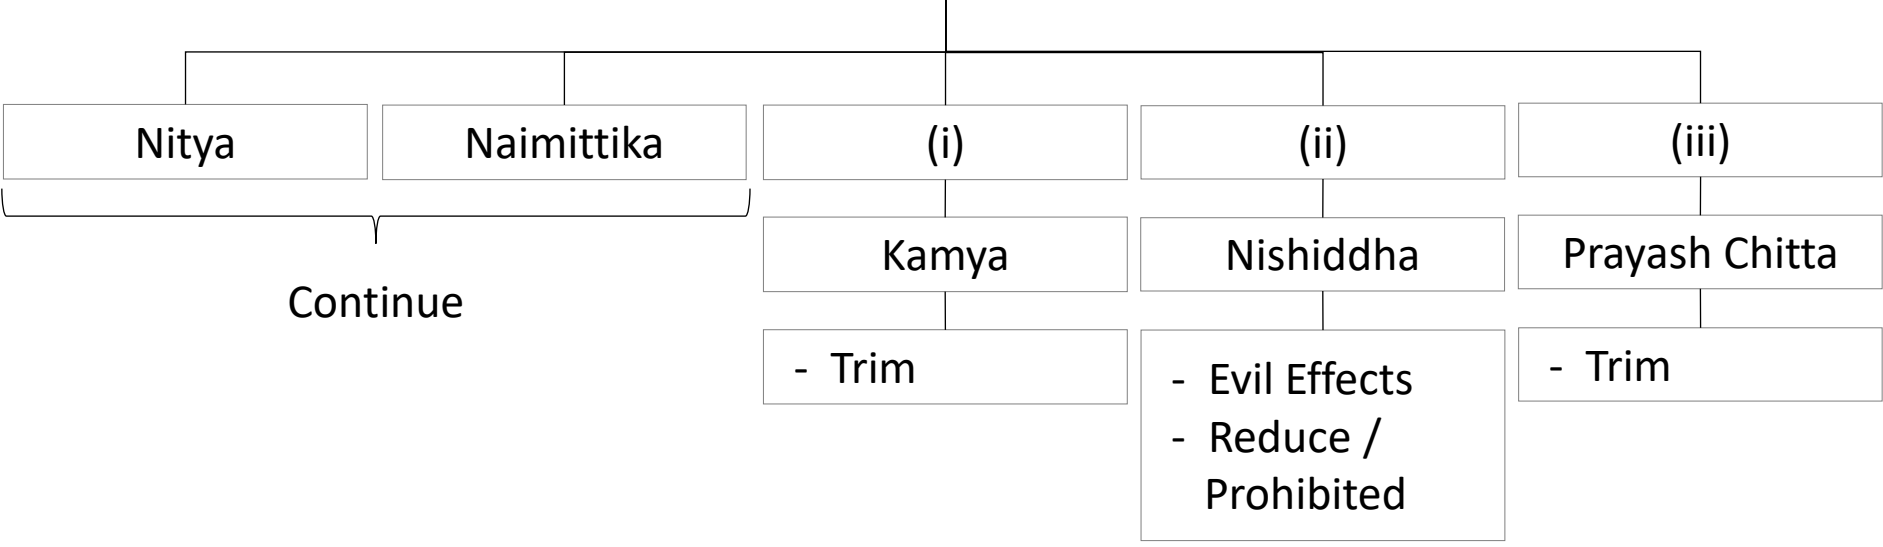 Nitya
Naimittika
(i)
(ii)
(iii)
Kamya
Nishiddha
Prayash Chitta
Continue
- Trim
- Evil Effects
- Reduce /
Prohibited
- Trim